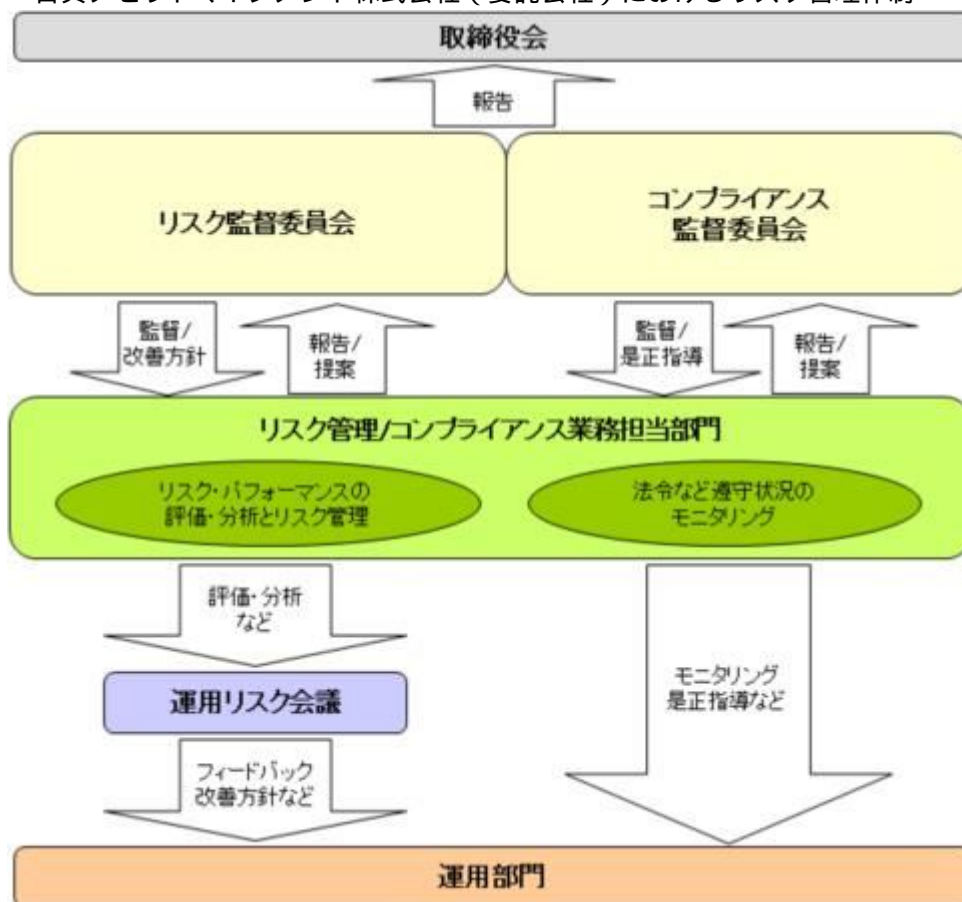 取締役会
報告
リスク監督委員会
コンプライアンス
監督委員会
監督/
改善方針
報告/
提案
監督/
是正指導
報告/
提案
リスク管理/コンプライアンス業務担当部門
リスク・パフォーマンスの
評価・分析とリスク管理
法令など遵守状況の
モニタリング
評価・分析
など
運用リスク会議
モニタリング
是正指導など
フィードバック
改善方針など
運用部門